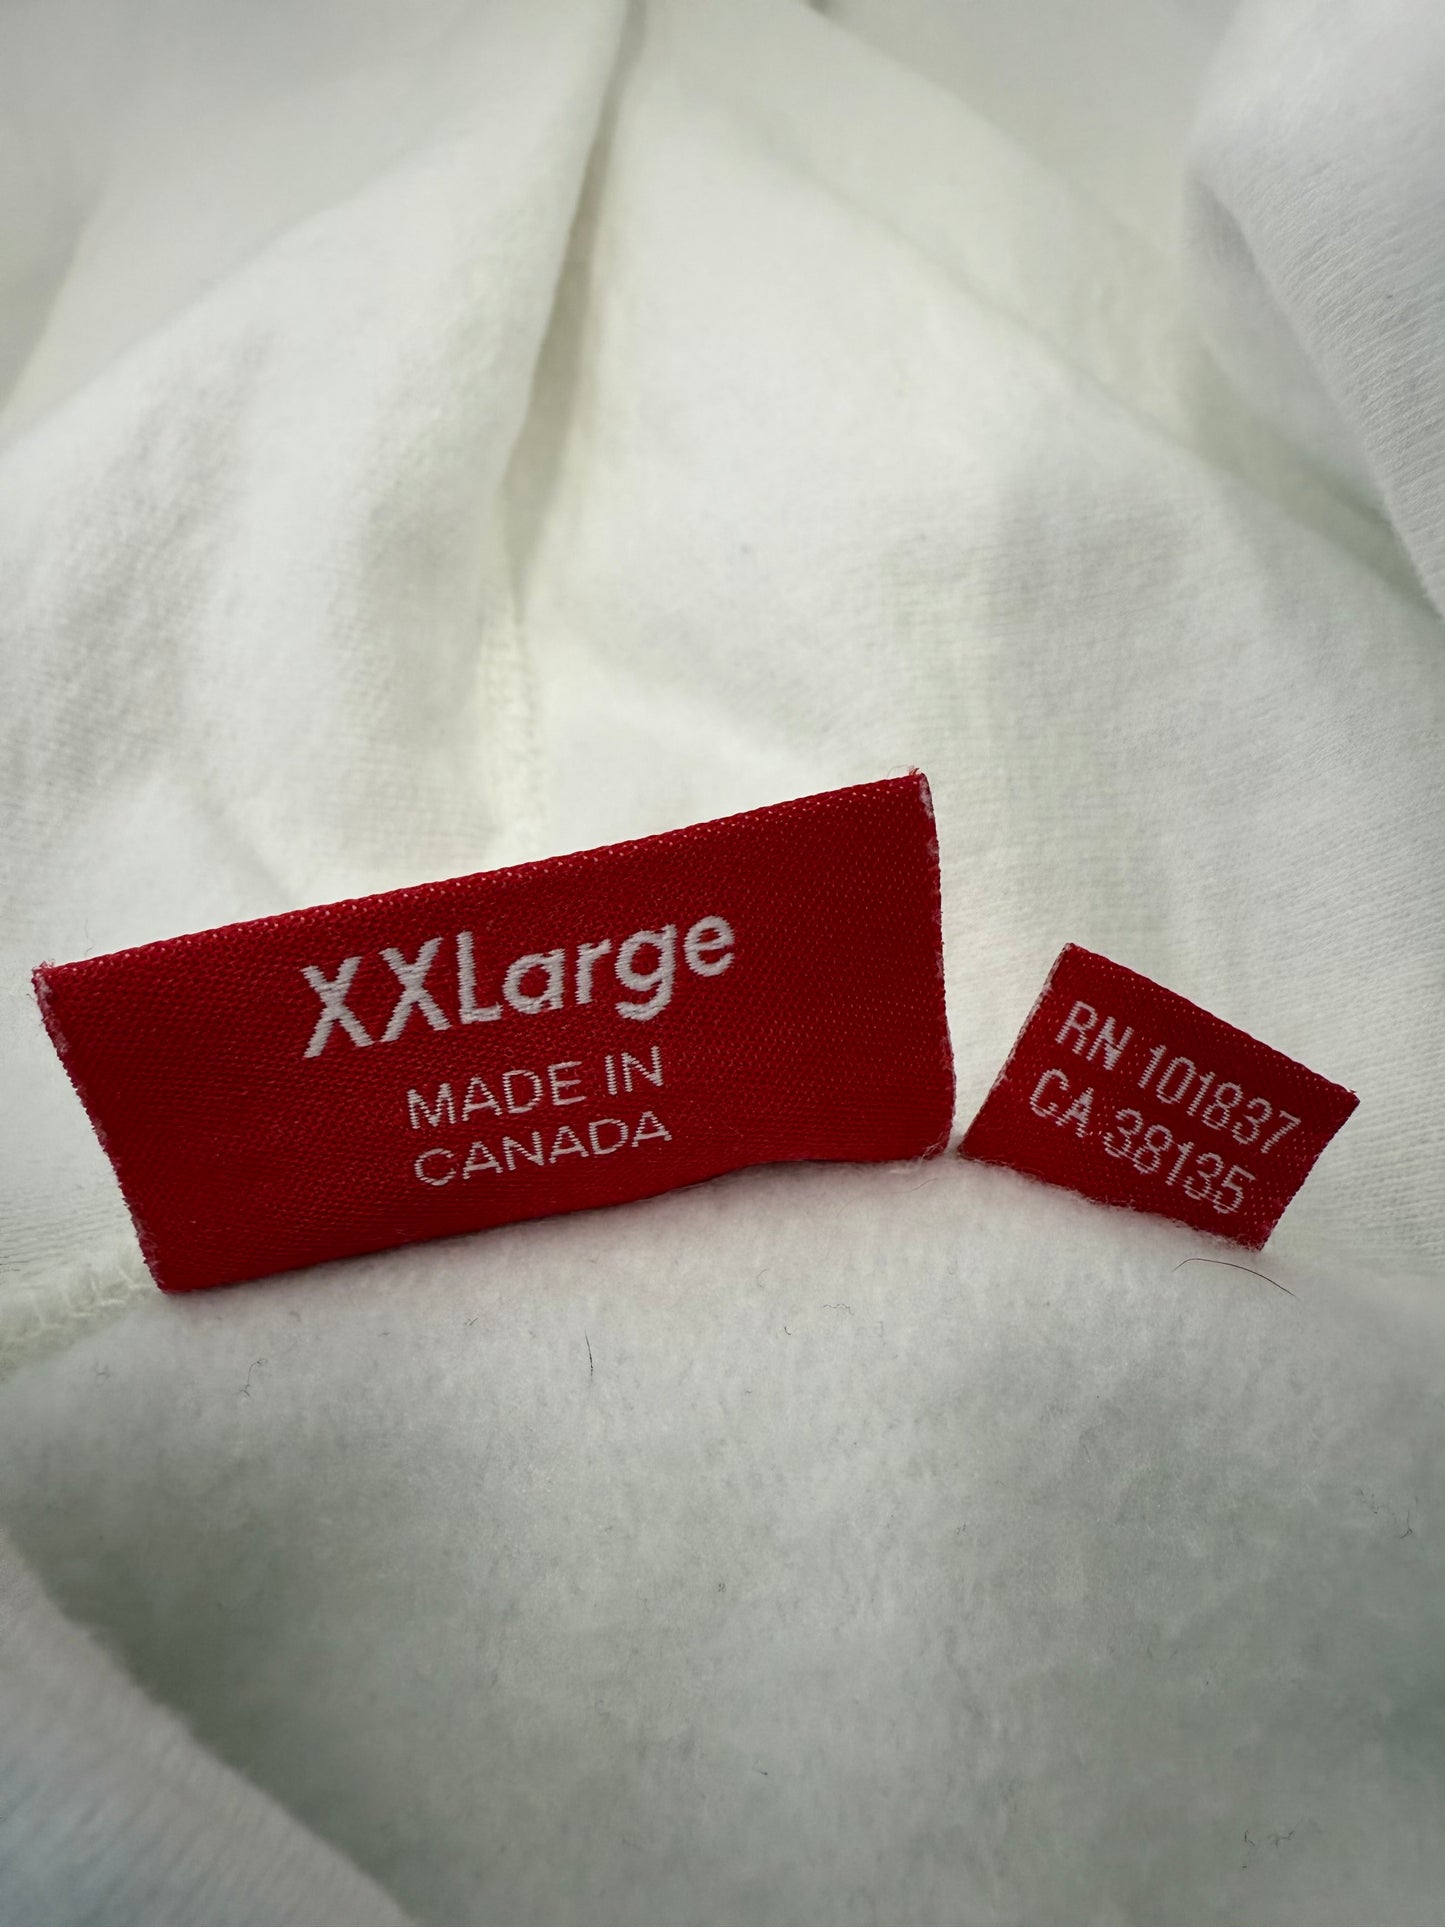 XXLarge
MADE IN
CANADA
RN 101837
CA 38135